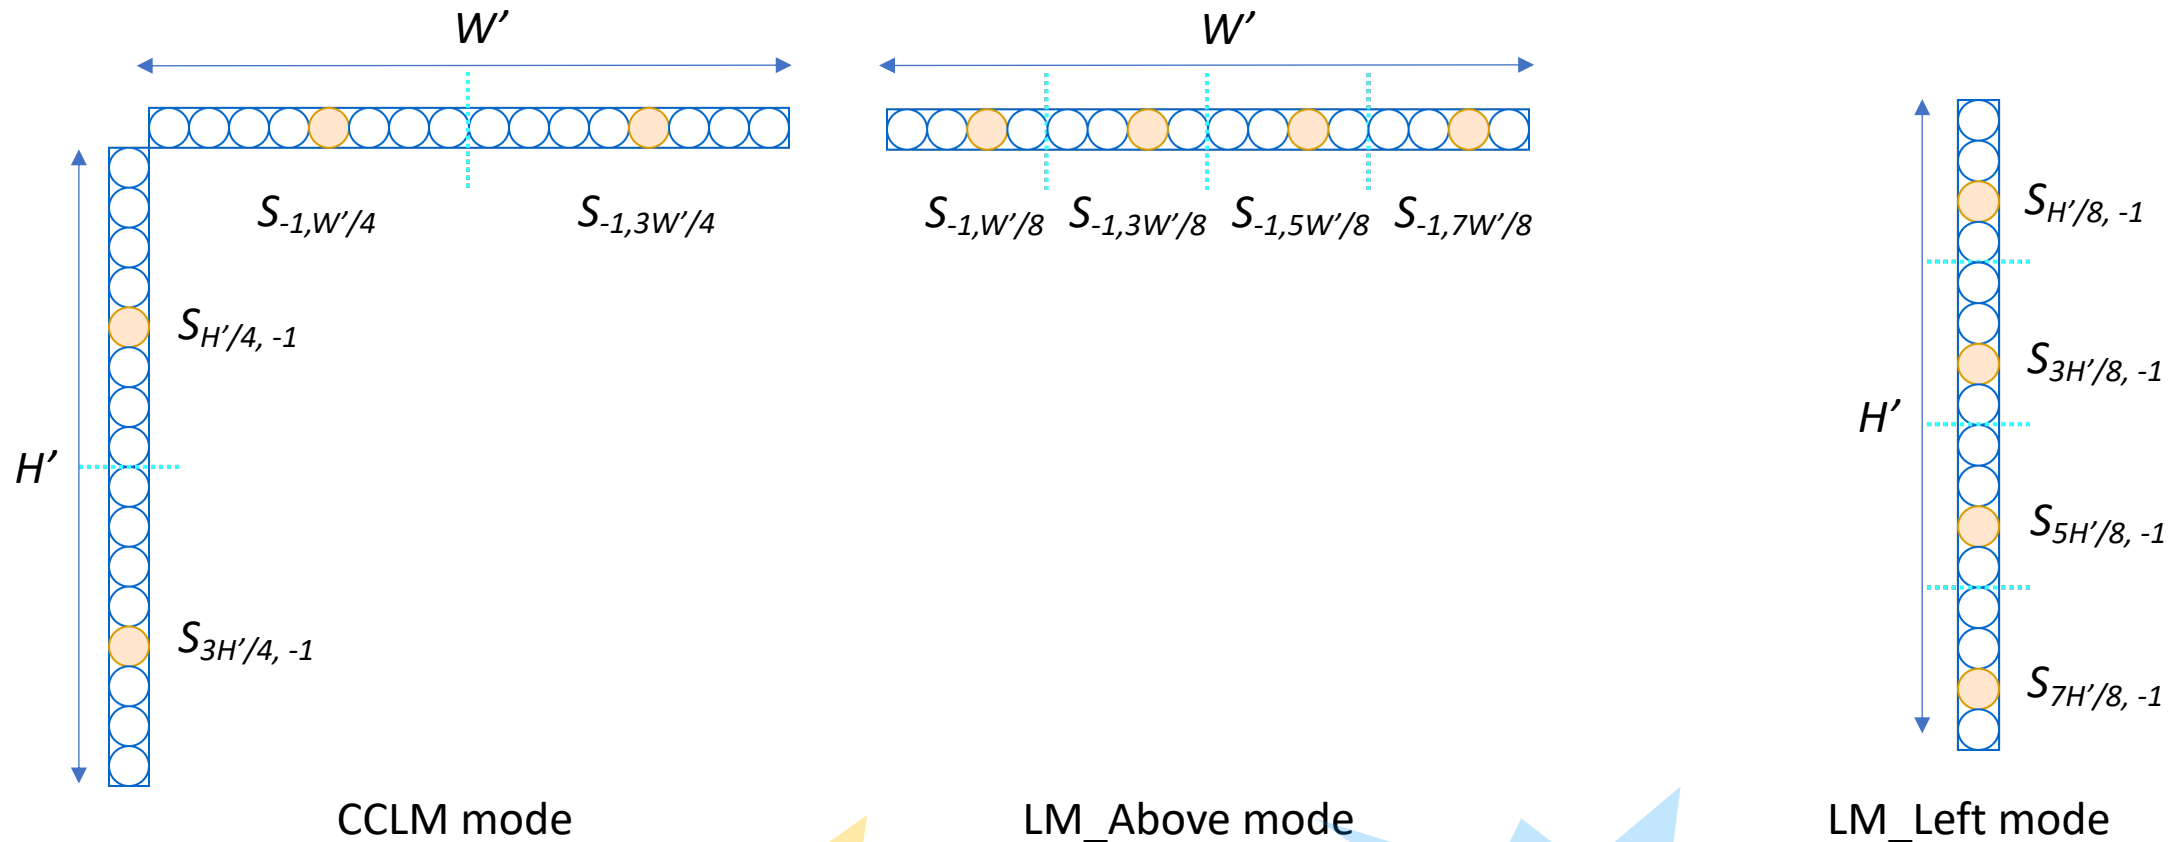 W’ W’
S-1,W’/4 S-1,3W’/4 S-1,W’/8 S-1,3W’/8 S-1,5W’/8 S-1,7W’/8 SH’/8, -1
SH’/4, -1 S3H’/8, -1
H’ H’
S5H’/8, -1
S3H’/4, -1 S7H’/8, -1
CCLM mode LM_Above mode LM_Left mode